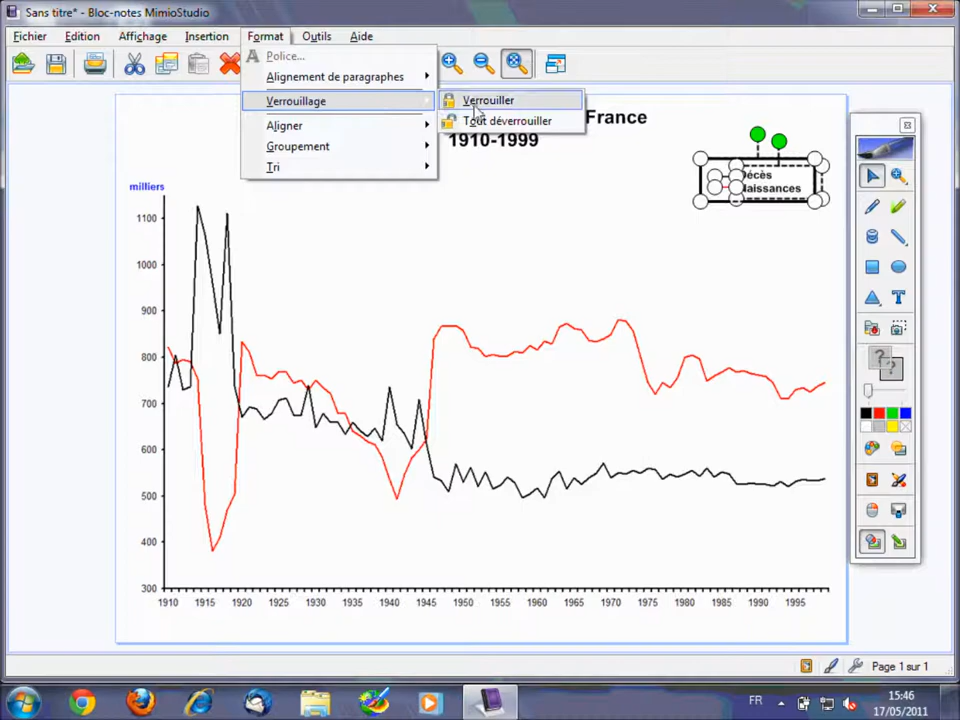 Sans titre* - Bloc-notes MimioStudio
Fichier Edition Affichage Insertion Format Outils Aide
Police...
Alignement de paragraphes
Verrouillage
Aligner
Groupement
Tri
Verrouiller
Tout déverrouiller
France
1910-1999
Décès
Naissances
milliers
1100
1000
900
800
700
600
500
400
300
1910 1915 1920 1925 1930 1935 1940 1945 1950 1955 1960 1965 1970 1975 1980 1985 1990 1995
Page 1 sur 1
FR
15:46
17/05/2011